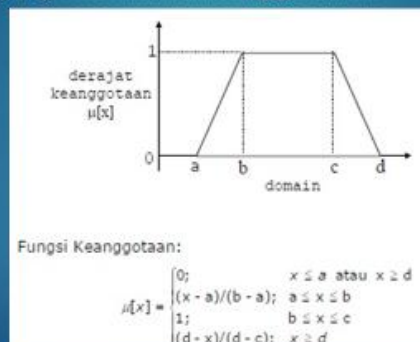 1
derajat
keanggotaan
μ[x]
0
a b c d
domain
Fungsi Keanggotaan:
0; x ≤ a atau x ≥ d
(x - a)/(b - a); a ≤ x ≤ b
μ[x] =
1; b ≤ x ≤ c
(d - x)/(d - c); x ≥ d